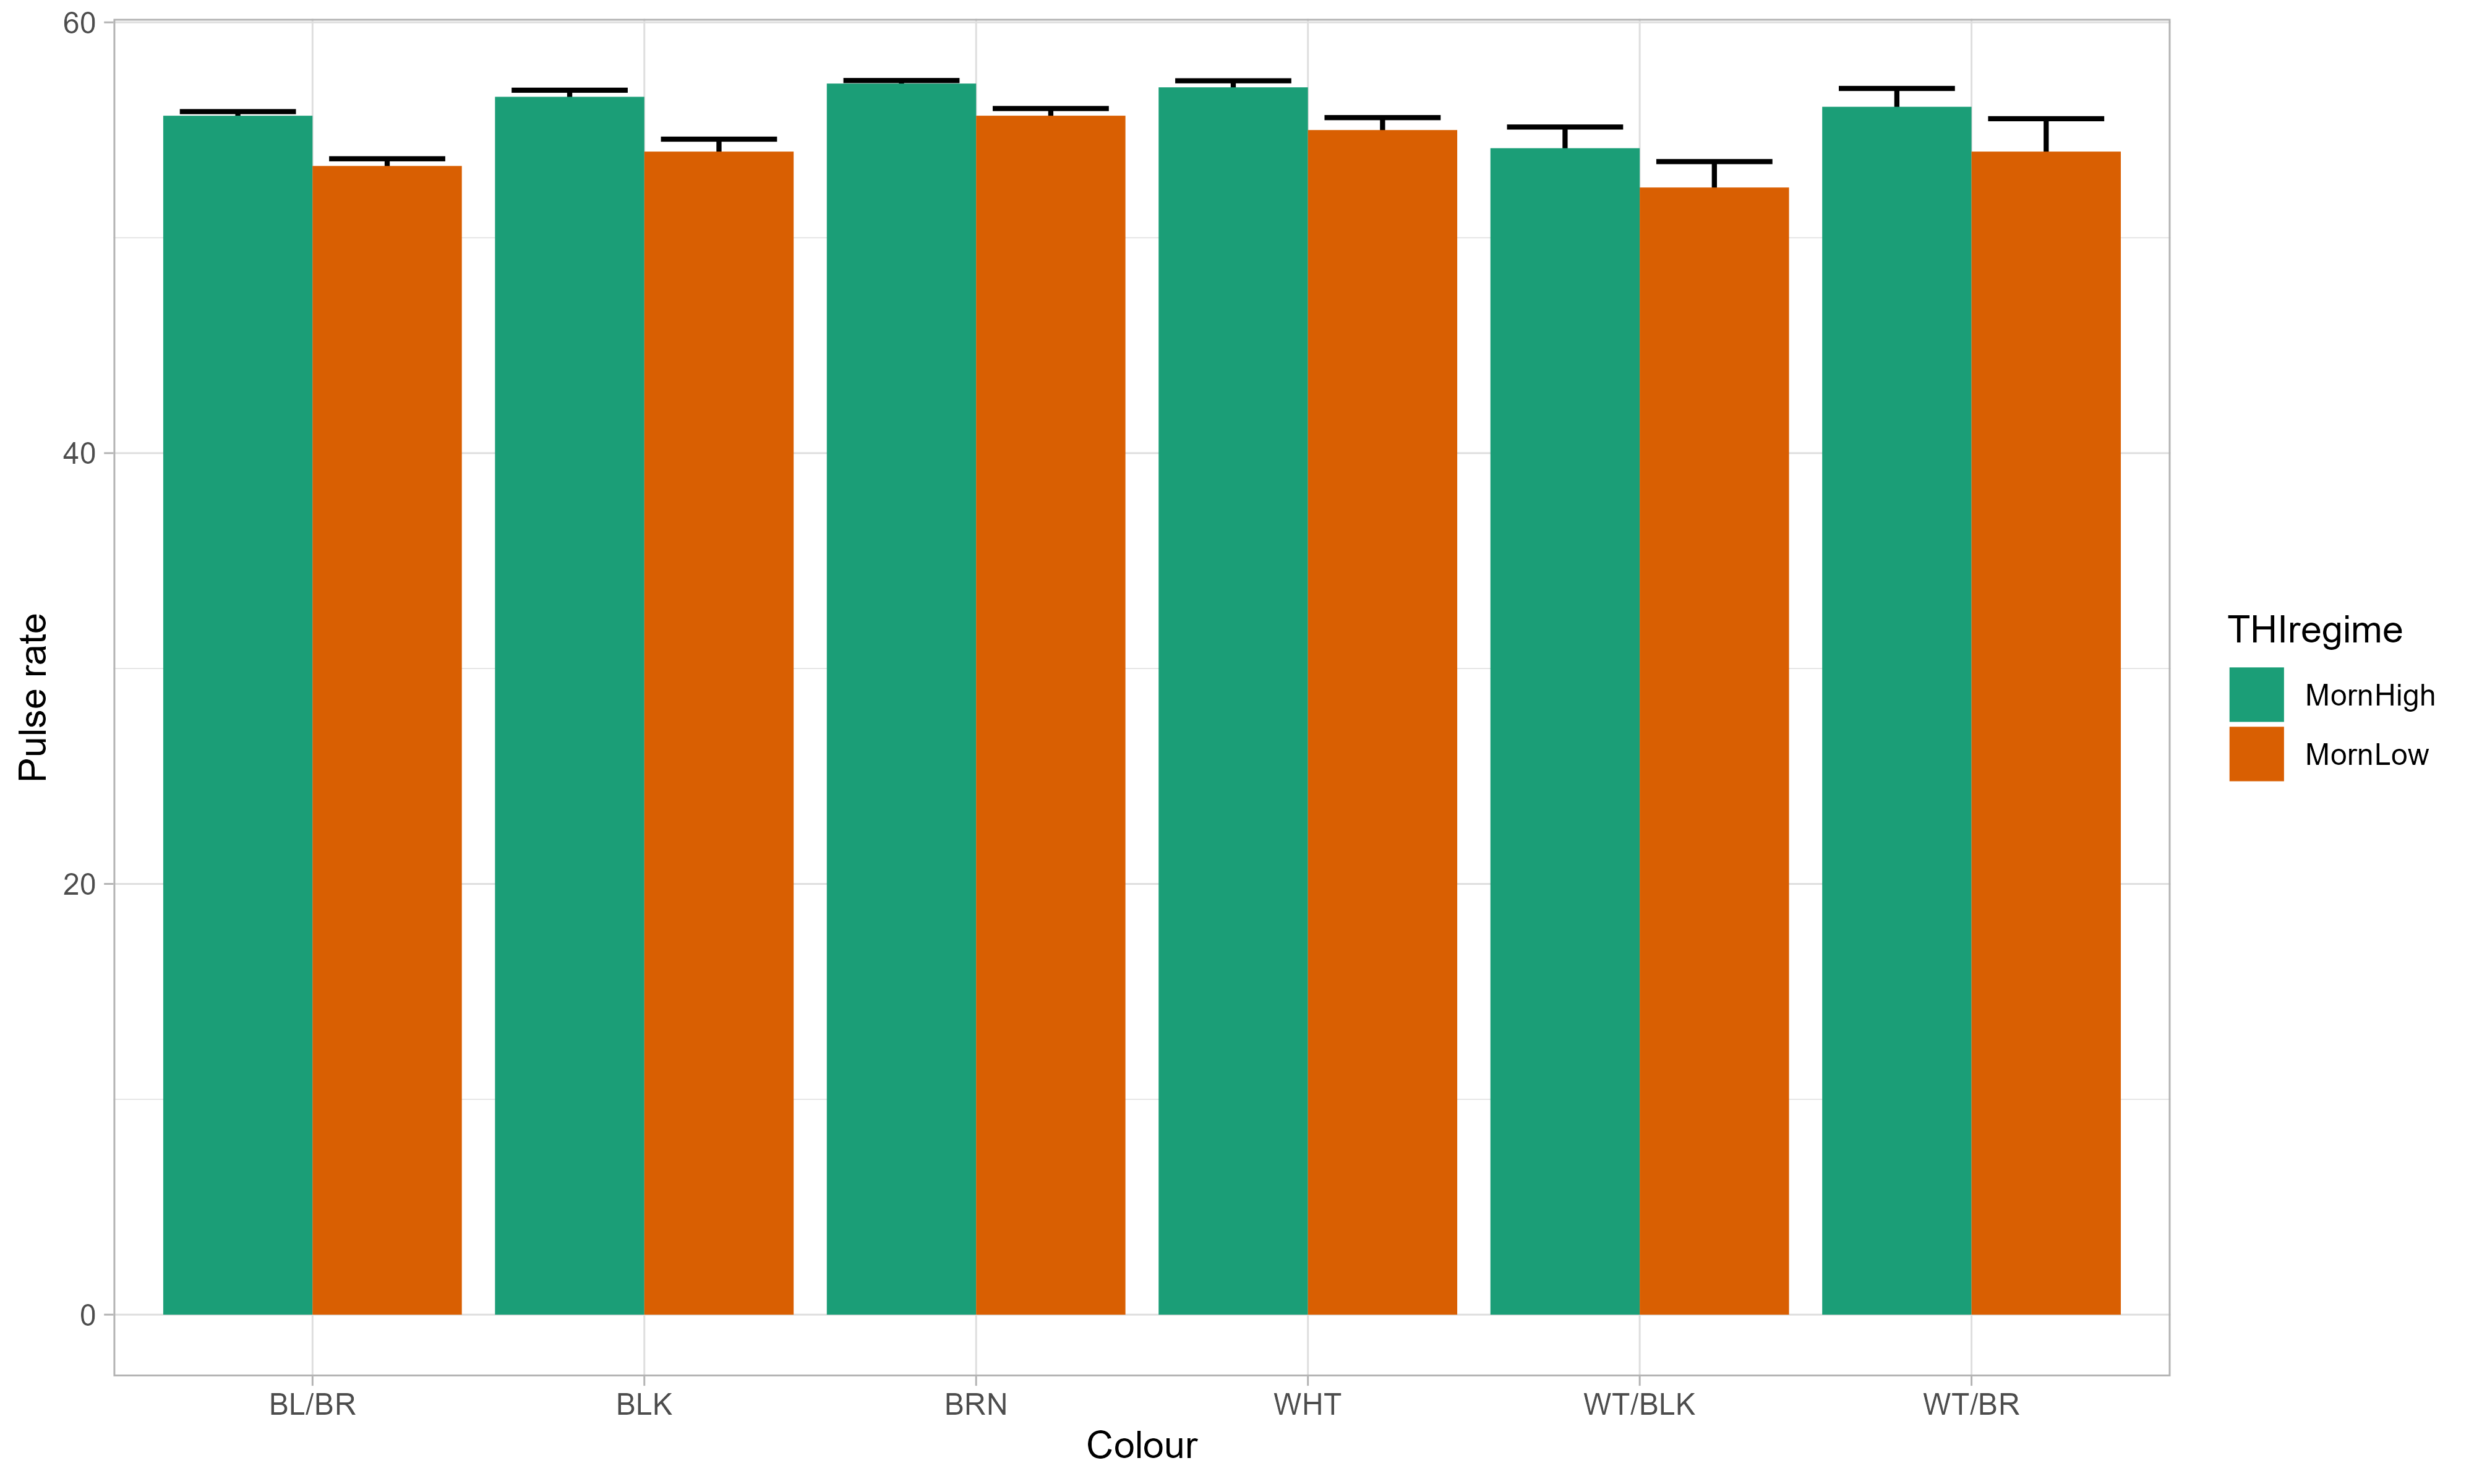 60
40
20
0
Pulse rate
BL/BR
BLK
BRN
WHT
WT/BLK
WT/BR
Colour
THIregime
MornHigh
MornLow